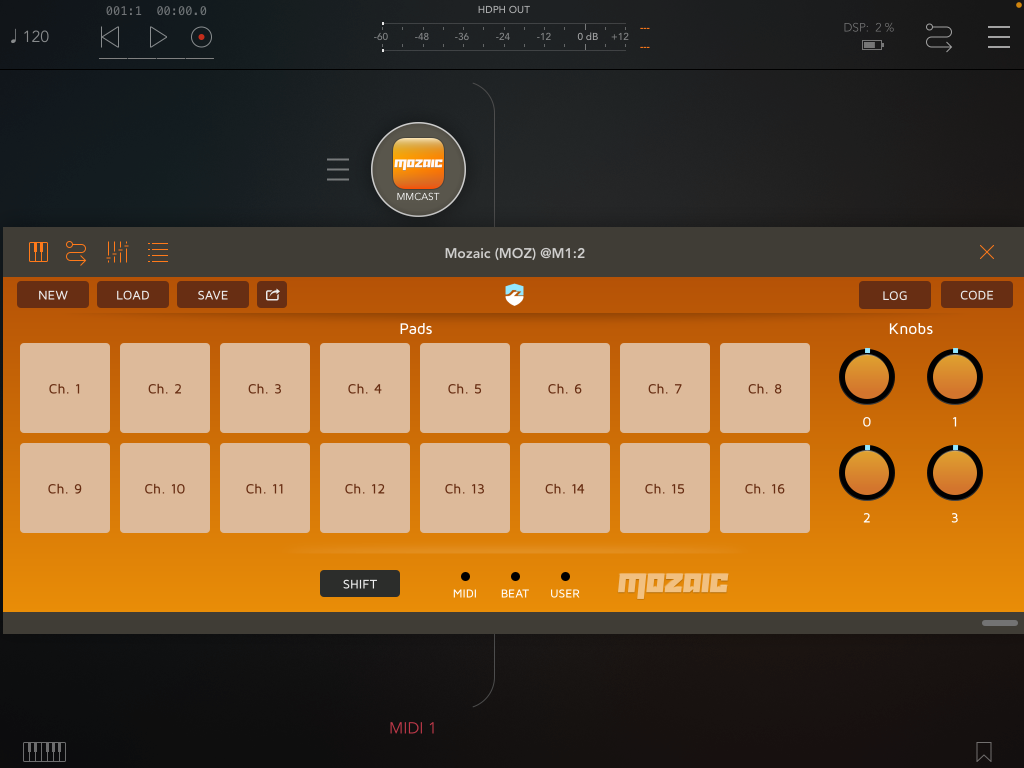 001:1 00:00.0
HDPH OUT
120
-60 -48 -36 -24 -12 0 dB +12
DSP: 2 %
mozaic
MMCAST
Mozaic (MOZ) @M1:2
NEW LOAD SAVE LOG CODE
Pads Knobs
Ch. 1 Ch. 2 Ch. 3 Ch. 4 Ch. 5 Ch. 6 Ch. 7 Ch. 8
0 1
Ch. 9 Ch. 10 Ch. 11 Ch. 12 Ch. 13 Ch. 14 Ch. 15 Ch. 16
2 3
SHIFT
MIDI BEAT USER
mozaic
MIDI 1